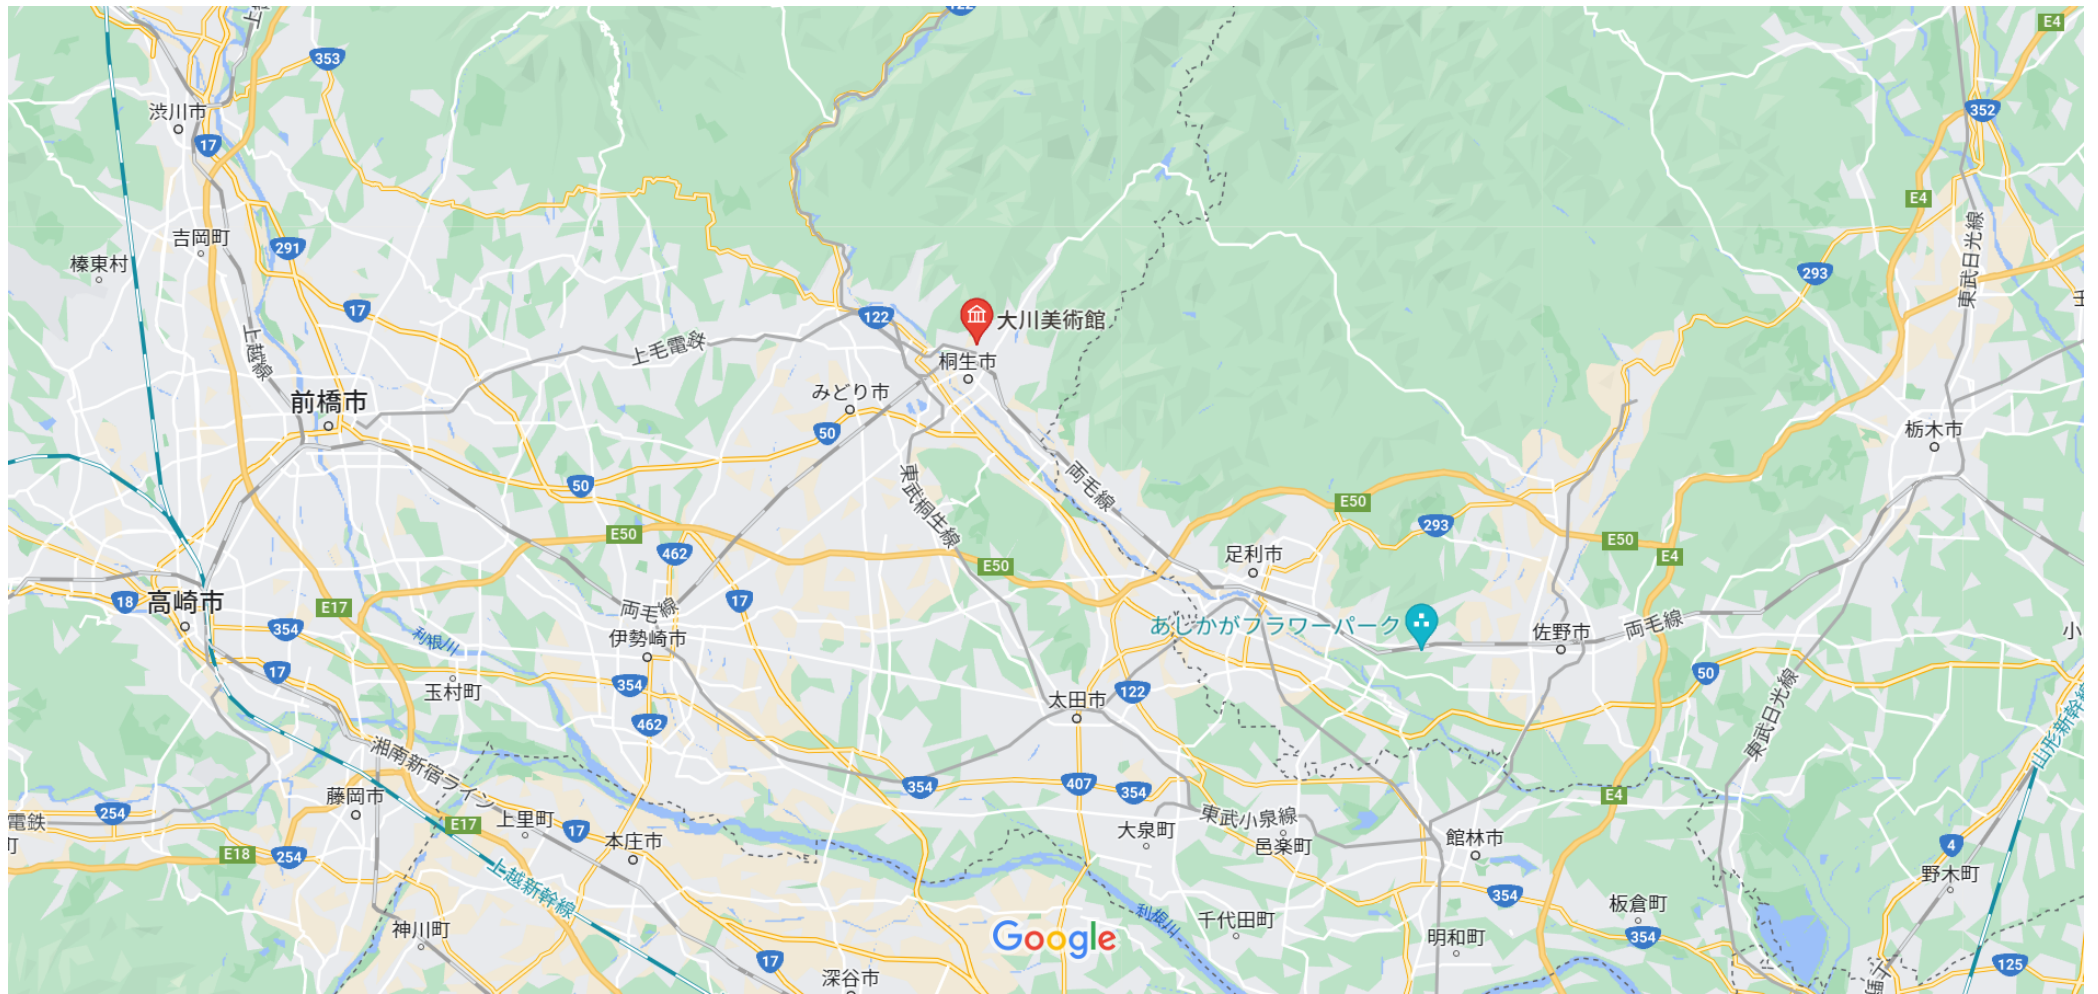 122
E4
353
渋川市
352
17
E4
吉岡町
291
榛東村
東武日光線
293
17
122
大川美術館
上越線
上毛電鉄
桐生市
みどり市
前橋市
50
栃木市
50
東武桐生線
両毛線
E50
293
E50
462
E50
E4
足利市
E50
18
高崎市
E17
両毛線
17
354
利根川
伊勢崎市
あしかがフラワーパーク
佐野市
両毛線
小
17
玉村町
354
太田市
122
50
462
東武日光線
山形新幹線
湘南新宿ライン
354
407
354
E4
藤岡市
254
電鉄
町
E17
上里町
17
本庄市
大泉町
東武小泉線
邑楽町
館林市
4
E18
254
上越新幹線
354
野木町
神川町
Google
利根川
千代田町
明和町
板倉町
354
17
深谷市
125